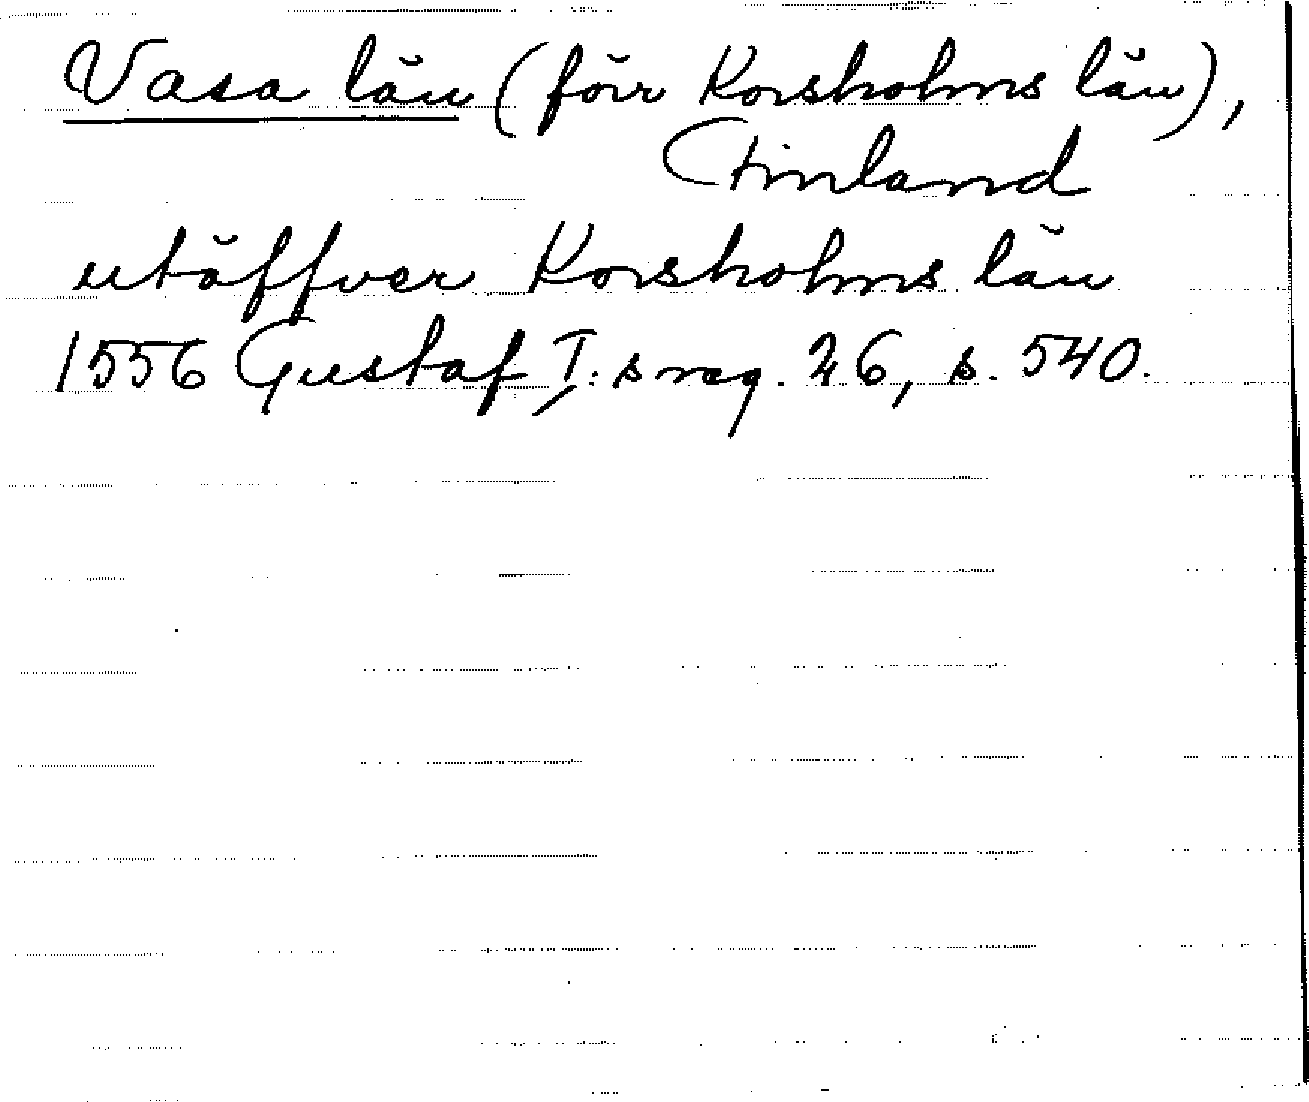 Vasa län (förr Korsholms län),
Finland
utöffver Korsholms län
1556 Gustaf I:s reg. 26, s. 540.